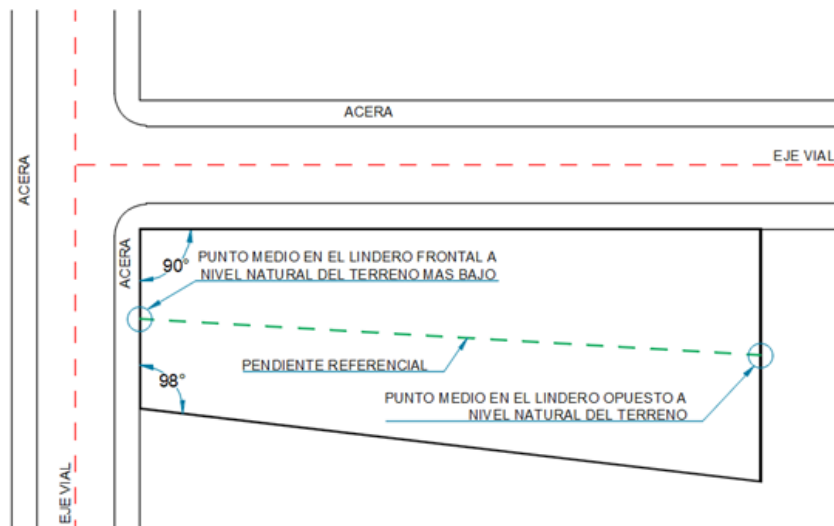 ACERA
EJE VIAL
ACERA
ACERA
90°
PUNTO MEDIO EN EL LINDERO FRONTAL A
NIVEL NATURAL DEL TERRENO MAS BAJO
PENDIENTE REFERENCIAL
98°
PUNTO MEDIO EN EL LINDERO OPUESTO A
NIVEL NATURAL DEL TERRENO
EJE VIAL